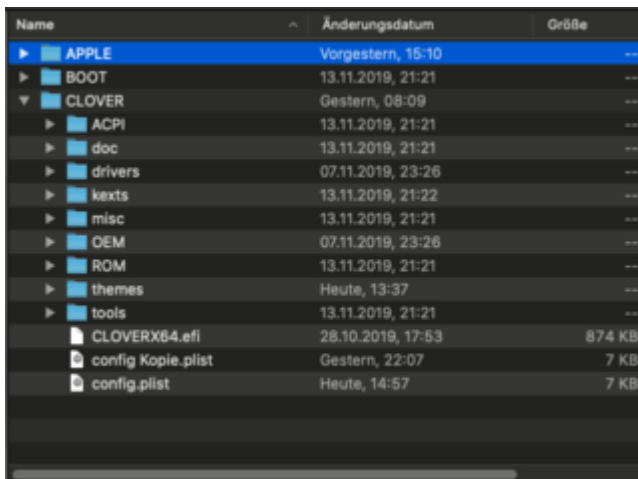 Name Änderungsdatum Größe
APPLE Vorgestern, 15:10 --
BOOT 13.11.2019, 21:21 --
CLOVER Gestern, 08:09 --
ACPI 13.11.2019, 21:21 --
doc 13.11.2019, 21:21 --
drivers 07.11.2019, 23:26 --
kexts 13.11.2019, 21:22 --
misc 13.11.2019, 21:21 --
OEM 07.11.2019, 23:26 --
ROM 13.11.2019, 21:21 --
themes Heute, 13:37 --
tools 13.11.2019, 21:21 --
CLOVERX64.efi 28.10.2019, 17:53 874 KB
config Kopie.plist Gestern, 22:07 7 KB
config.plist Heute, 14:57 7 KB